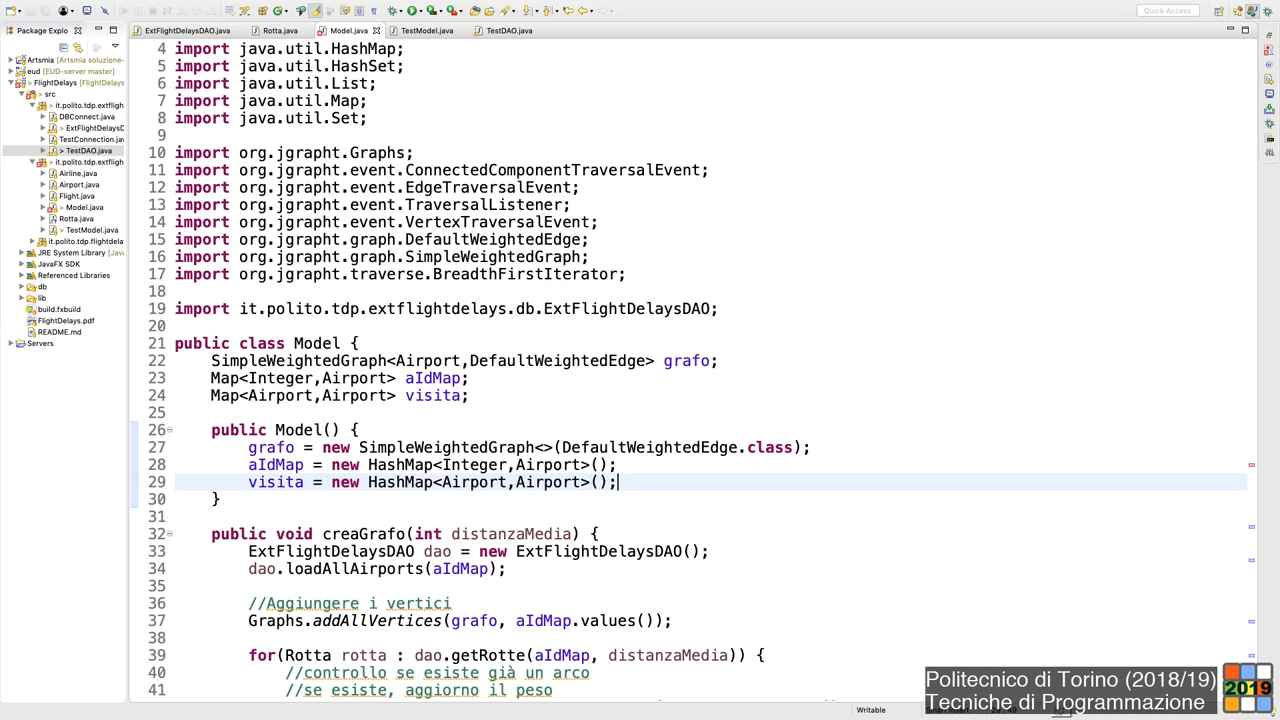 Quick Access
Package Explo
ExtFlightDelaysDAO.java
Rotta.java
Model.java
TestModel.java
TestDAO.java
Artsmia (Artsmia soluzione-
eud [EUD-server master]
FlightDelays [FlightDelays
src
it.polito.tdp.extfligh
DBConnect.java
> ExtFlightDelaysD
TestConnection.jav
> TestDAO.java
> it.polito.tdp.extfligh
Airline.java
Airport.java
Flight.java
> Model.java
Rotta.java
> TestModel.java
it.polito.tdp.flightdela
JRE System Library [Java
JavaFX SDK
Referenced Libraries
db
lib
build.fxbuild
FlightDelays.pdf
README.md
Servers
4 import java.util.HashMap;
5 import java.util.HashSet;
6 import java.util.List;
7 import java.util.Map;
8 import java.util.Set;
9
10 import org.jgrapht.Graphs;
11 import org.jgrapht.event.ConnectedComponentTraversalEvent;
12 import org.jgrapht.event.EdgeTraversalEvent;
13 import org.jgrapht.event.TraversalListener;
14 import org.jgrapht.event.VertexTraversalEvent;
15 import org.jgrapht.graph.DefaultWeightedEdge;
16 import org.jgrapht.graph.SimpleWeightedGraph;
17 import org.jgrapht.traverse.BreadthFirstIterator;
18
19 import it.polito.tdp.extflightdelays.db.ExtFlightDelaysDAO;
20
21 public class Model {
22 SimpleWeightedGraph<Airport,DefaultWeightedEdge> grafo;
23 Map<Integer,Airport> aIdMap;
24 Map<Airport,Airport> visita;
25
26 public Model() {
27 grafo = new SimpleWeightedGraph<>(DefaultWeightedEdge.class);
28 aIdMap = new HashMap<Integer,Airport>();
29 visita = new HashMap<Airport,Airport>();
30 }
31
32 public void creaGrafo(int distanzaMedia) {
33 ExtFlightDelaysDAO dao = new ExtFlightDelaysDAO();
34 dao.loadAllAirports(aIdMap);
35
36 //Aggiungere i vertici
37 Graphs.addAllVertices(grafo, aIdMap.values());
38
39 for(Rotta rotta : dao.getRotte(aIdMap, distanzaMedia)) {
40 //controllo se esiste già un arco
41 //se esiste, aggiorno il peso
Politecnico di Torino (2018/19)
Tecniche di Programmazione
2019
Writable